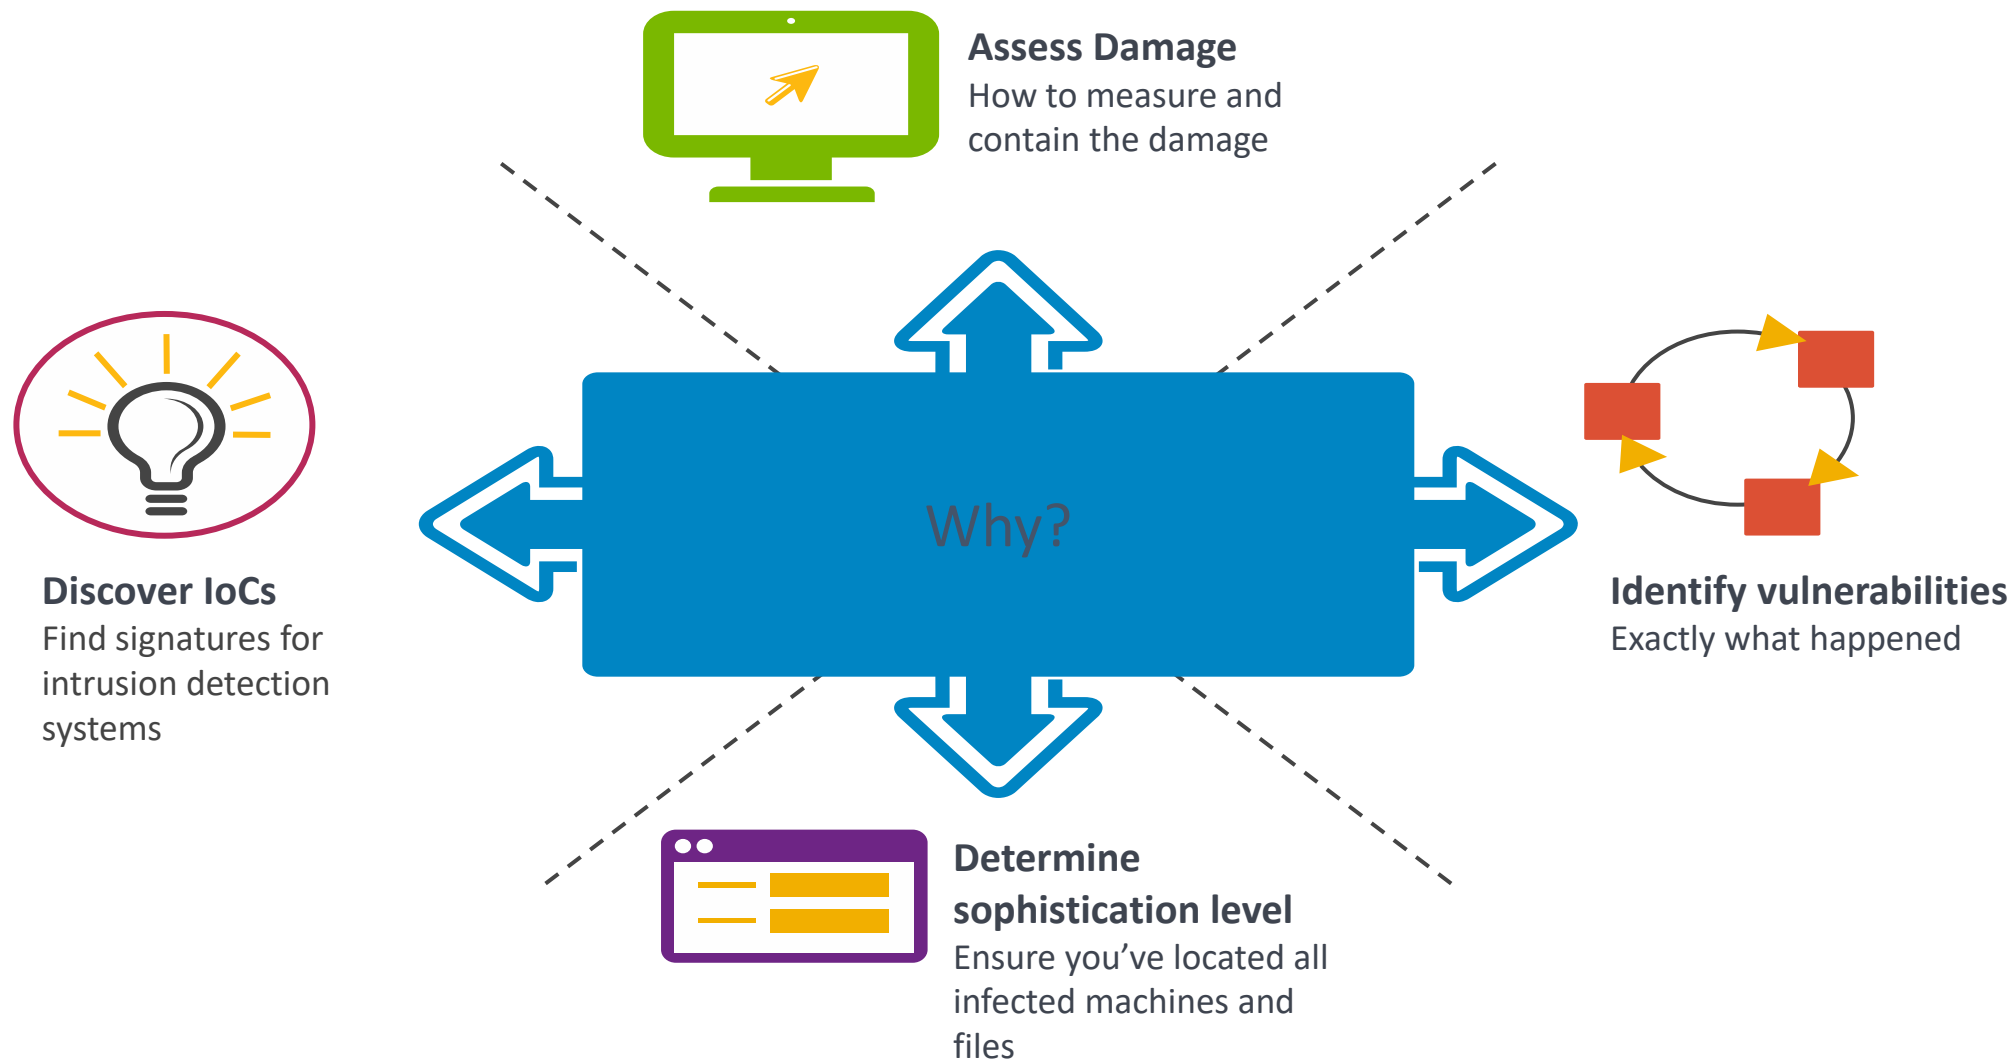 Assess Damage
How to measure and
contain the damage
Discover IoCs
Find signatures for
intrusion detection
systems
Why?
Identify vulnerabilities
Exactly what happened
Determine
sophistication level
Ensure you’ve located all
infected machines and
files